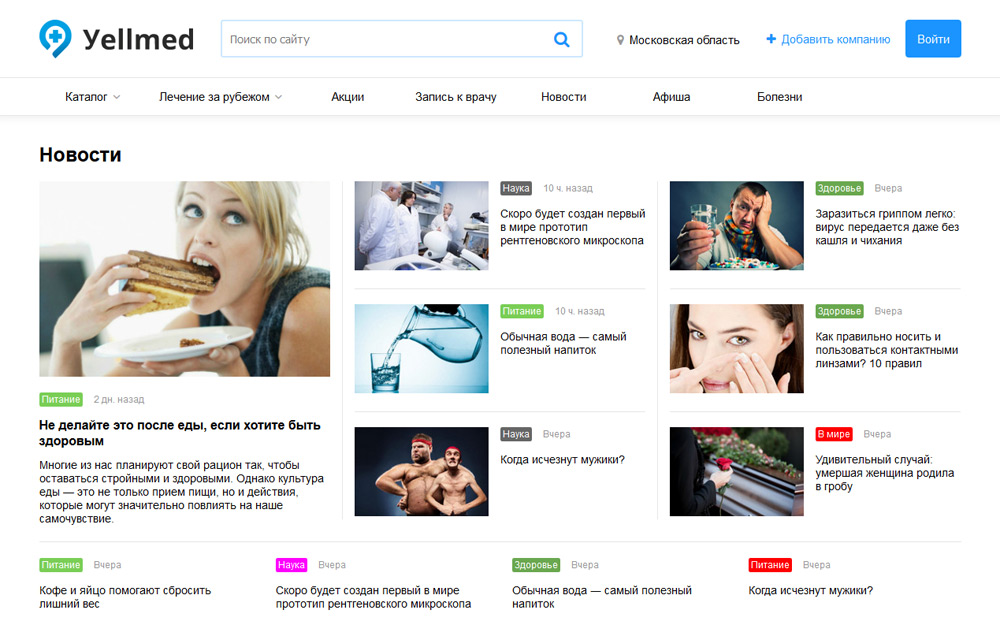 Уellmed
Поиск по сайту
Московская область
Добавить компанию
Войти
Каталог
Лечение за рубежом
Акции
Запись к врачу
Новости
Афиша
Болезни
Новости
Питание 2 дн. назад
Не делайте это после еды, если хотите быть
здоровым
Многие из нас планируют свой рацион так, чтобы
оставаться стройными и здоровыми. Однако культура
еды — это не только прием пищи, но и действия,
которые могут значительно повлиять на наше
самочувствие.
Наука 10 ч. назад
Скоро будет создан первый
в мире прототип
рентгеновского микроскопа
Питание 10 ч. назад
Обычная вода — самый
полезный напиток
Наука Вчера
Когда исчезнут мужики?
Здоровье Вчера
Заразиться гриппом легко:
вирус передается даже без
кашля и чихания
Здоровье Вчера
Как правильно носить и
пользоваться контактными
линзами? 10 правил
В мире Вчера
Удивительный случай:
умершая женщина родила
в гробу
Питание Вчера
Кофе и яйцо помогают сбросить
лишний вес
Наука Вчера
Скоро будет создан первый в мире
прототип рентгеновского микроскопа
Здоровье Вчера
Обычная вода — самый полезный
напиток
Питание Вчера
Когда исчезнут мужики?